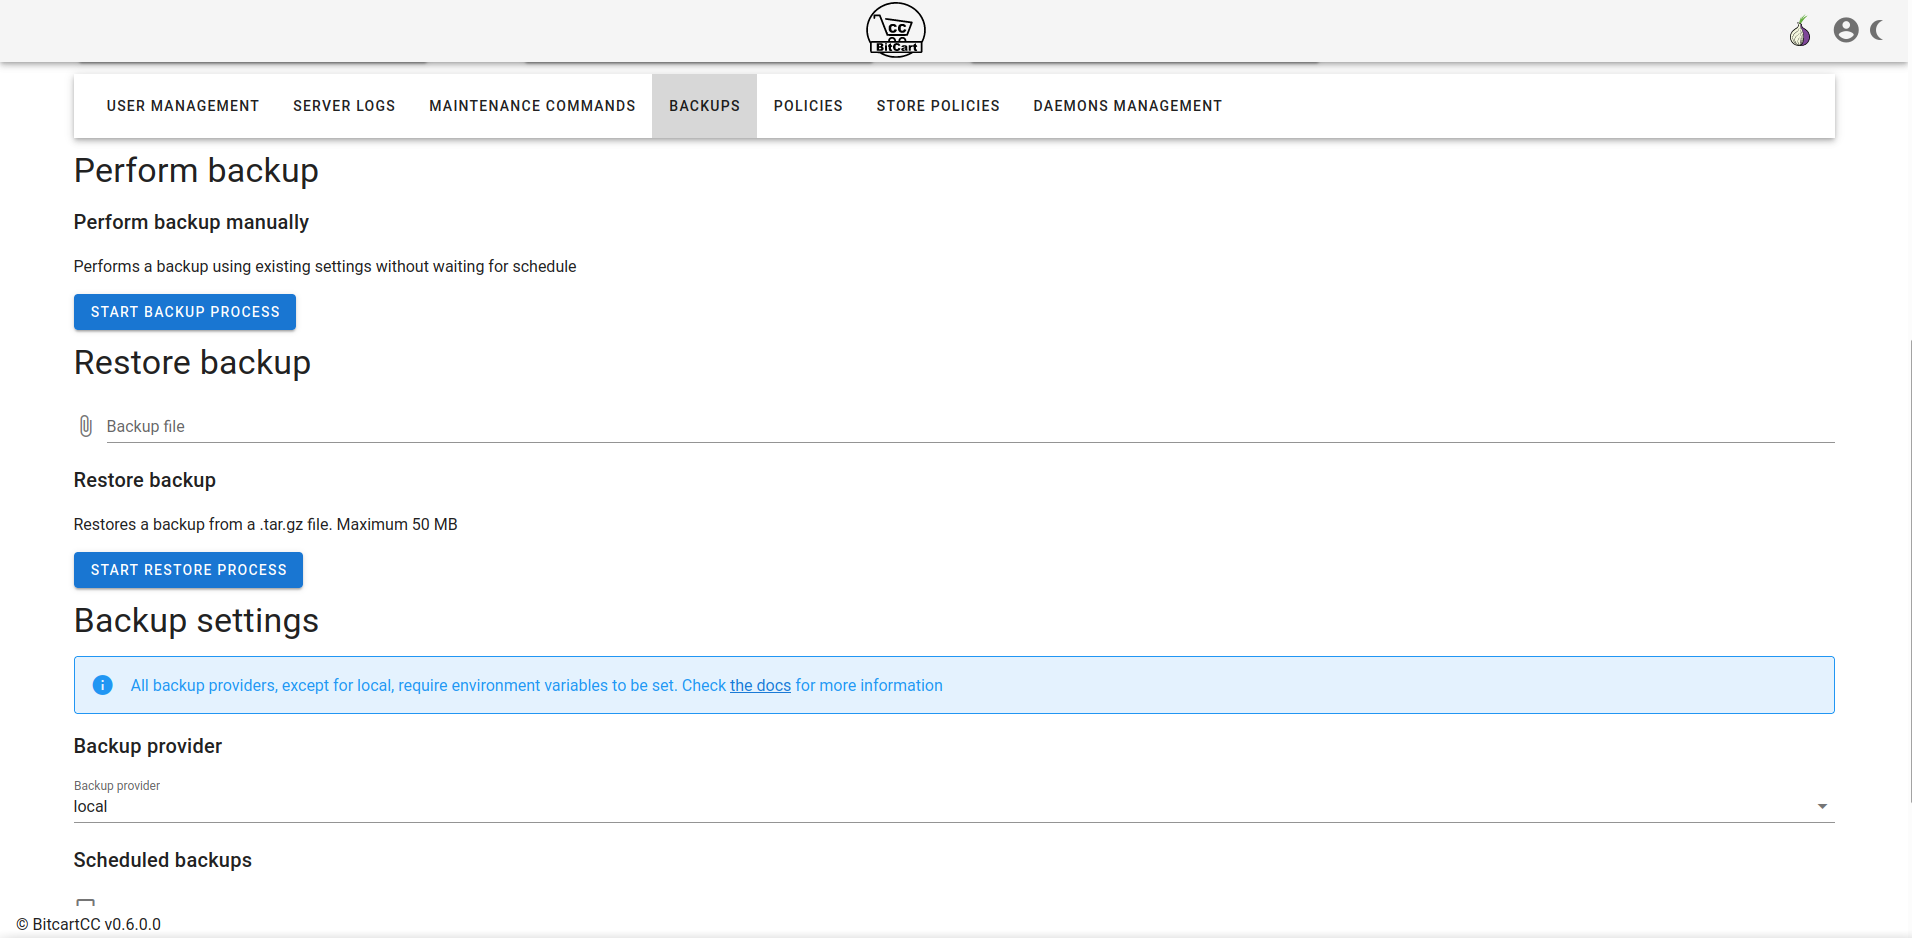 CC
BitCart
USER MANAGEMENT SERVER LOGS MAINTENANCE COMMANDS BACKUPS POLICIES STORE POLICIES DAEMONS MANAGEMENT
Perform backup
Perform backup manually
Performs a backup using existing settings without waiting for schedule
START BACKUP PROCESS
Restore backup
Backup file
Restore backup
Restores a backup from a .tar.gz file. Maximum 50 MB
START RESTORE PROCESS
Backup settings
All backup providers, except for local, require environment variables to be set. Check the docs for more information
Backup provider
Backup provider
local
Scheduled backups
© BitcartCC v0.6.0.0